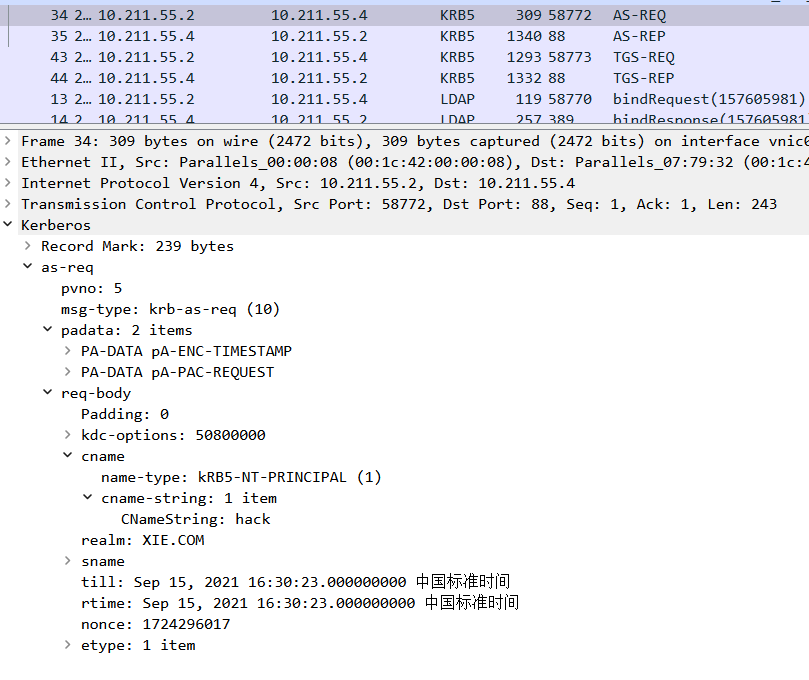 34 2… 10.211.55.2 10.211.55.4 KRB5 309 58772 AS-REQ
35 2… 10.211.55.4 10.211.55.2 KRB5 1340 88 AS-REP
43 2… 10.211.55.2 10.211.55.4 KRB5 1293 58773 TGS-REQ
44 2… 10.211.55.4 10.211.55.2 KRB5 1332 88 TGS-REP
13 2… 10.211.55.2 10.211.55.4 LDAP 119 58770 bindRequest(157605981)
14 2… 10.211.55.4 10.211.55.2 LDAP 257 389 bindResponse(157605981
Frame 34: 309 bytes on wire (2472 bits), 309 bytes captured (2472 bits) on interface vnic0
Ethernet II, Src: Parallels_00:00:08 (00:1c:42:00:00:08), Dst: Parallels_07:79:32 (00:1c:4
Internet Protocol Version 4, Src: 10.211.55.2, Dst: 10.211.55.4
Transmission Control Protocol, Src Port: 58772, Dst Port: 88, Seq: 1, Ack: 1, Len: 243
Kerberos
Record Mark: 239 bytes
as-req
pvno: 5
msg-type: krb-as-req (10)
padata: 2 items
PA-DATA pA-ENC-TIMESTAMP
PA-DATA pA-PAC-REQUEST
req-body
Padding: 0
kdc-options: 50800000
cname
name-type: kRB5-NT-PRINCIPAL (1)
cname-string: 1 item
CNameString: hack
realm: XIE.COM
sname
till: Sep 15, 2021 16:30:23.000000000 中国标准时间
rtime: Sep 15, 2021 16:30:23.000000000 中国标准时间
nonce: 1724296017
etype: 1 item